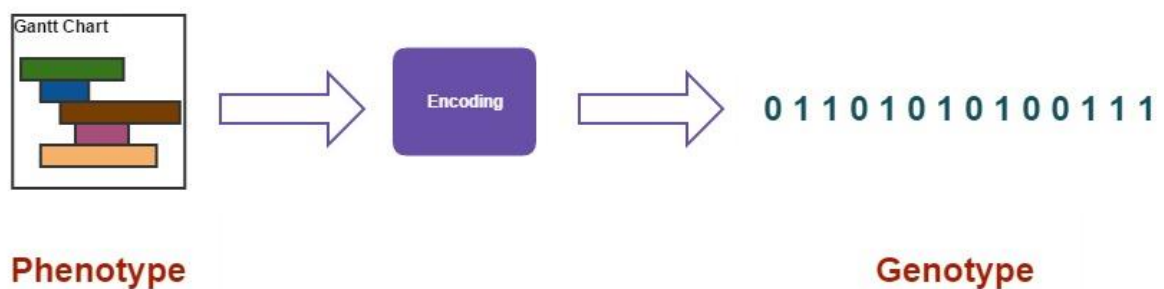 Gantt Chart
Encoding
0 1 1 0 1 0 1 0 1 0 0 1 1 1
Phenotype
Genotype